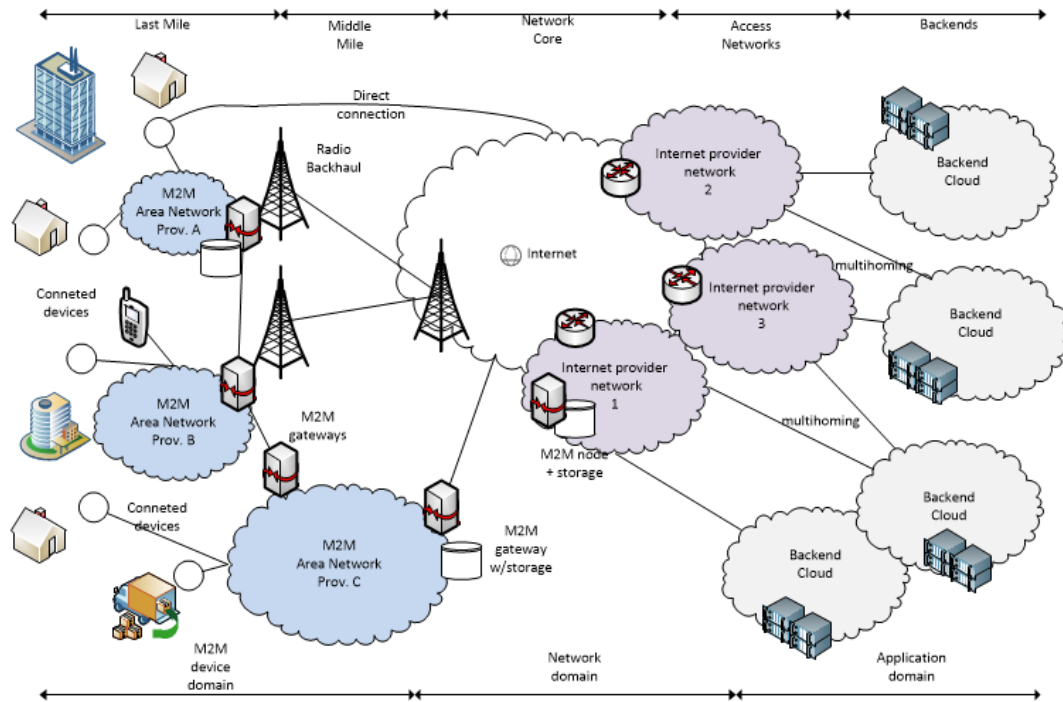 Last Mile
Middle
Mile
Network
Core
Access
Networks
Backends
Direct
connection
Radio
Backhaul
Internet provider
network
2
Backend
Cloud
M2M
Area Network
Prov. A
Internet
multihoming
Internet provider
network
3
Conneted
devices
Backend
Cloud
Internet provider
network
1
M2M
Area Network
Prov. B
M2M
gateways
multihoming
M2M node
+ storage
Conneted
devices
Backend
Cloud
M2M
Area Network
Prov. C
M2M
gateway
w/storage
Backend
Cloud
M2M
device
domain
Network
domain
Application
domain